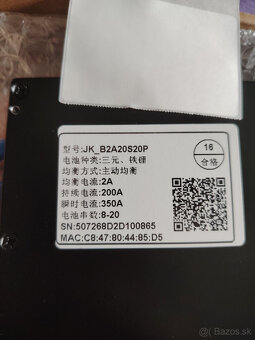 型号:JK_B2A20S20P
电池种类:三元、铁锂
均衡方式:主动均衡
均衡电流:2A
持续电流:200A
瞬时电流:350A
电池串数:8-20
SN:507268D2D100865
MAC:C8:47:80:44:85:D5
16
合格
© sbazar.sk